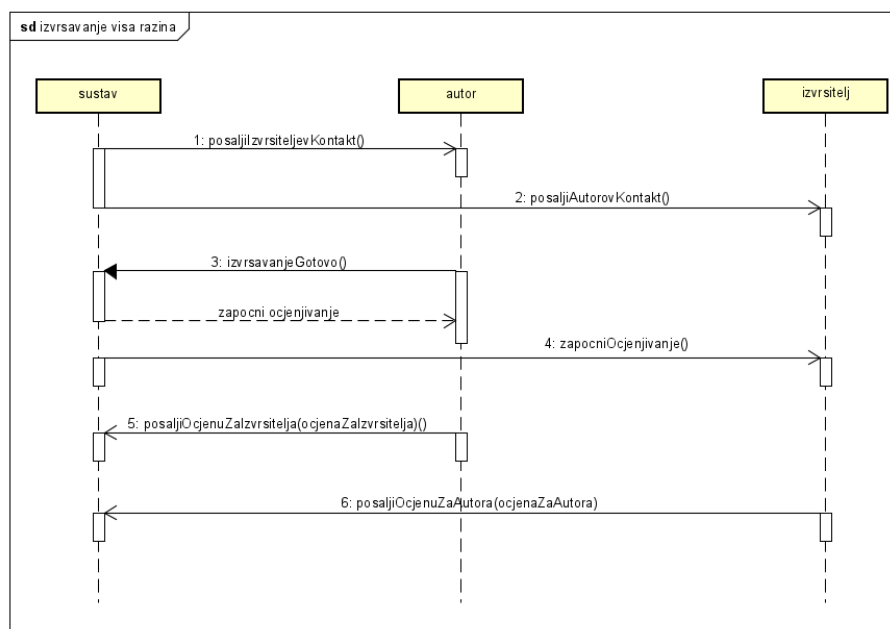 sd izvrsavanje visa razina
sustav
autor
izvrsitelj
1: posaljiIzvrsiteljevKontakt()
2: posaljiAutorovKontakt()
3: izvrsavanjeGotovo()
zapocni ocjenjivanje
4: zapocniOcjenjivanje()
5: posaljiOcjenuZaIzvrsitelja(ocjenaZaIzvrsitelja)()
6: posaljiOcjenuZaAutora(ocjenaZaAutora)